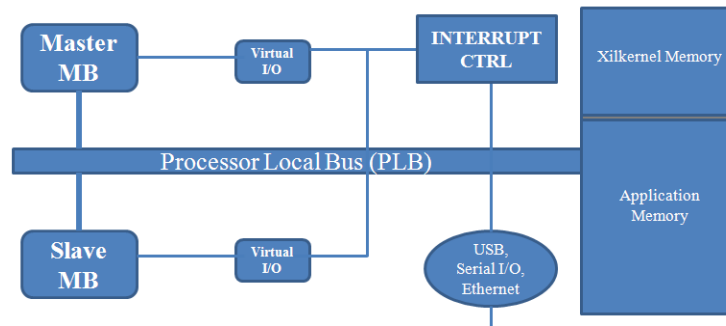 Master
MB
Virtual
I/O
INTERRUPT
CTRL
Xilkernel Memory
Processor Local Bus (PLB)
Application
Memory
Slave
MB
Virtual
I/O
USB,
Serial I/O,
Ethernet